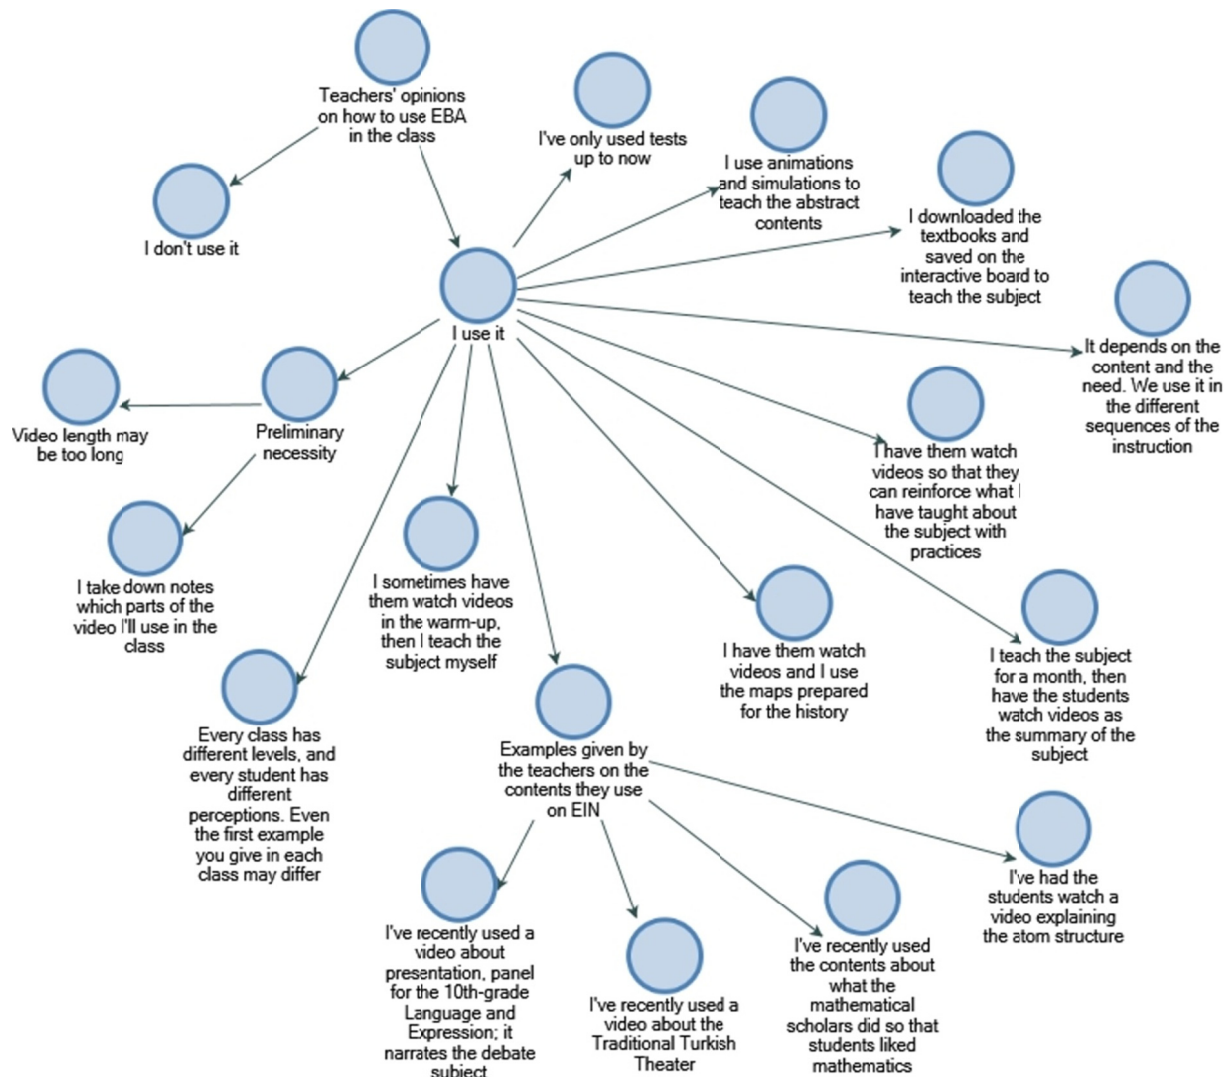 Teachers' opinions
on how to use EBA
in the class
I've only used tests
up to now
I use animations
and simulations to
teach the abstract
contents
I downloaded the
textbooks and
saved on the
interactive board to
teach the subject
I don't use it
I use it
It depends on the
content and the
need. We use it in
the different
sequences of the
instruction
Video length may
be too long
Preliminary
necessity
I have them watch
videos so that they
can reinforce what I
have taught about
the subject with
practices
I take down notes
which parts of the
video I'll use in the
class
I sometimes have
them watch videos
in the warm-up,
then I teach the
subject myself
I have them watch
videos and I use
the maps prepared
for the history
I teach the subject
for a month, then
have the students
watch videos as
the summary of the
subject
Every class has
different levels, and
every student has
different
perceptions. Even
the first example
you give in each
class may differ
Examples given by
the teachers on the
contents they use
on EIN
I've had the
students watch a
video explaining
the atom structure
I've recently used a
video about
presentation, panel
for the 10th-grade
Language and
Expression; it
narrates the debate
subject
I've recently used a
video about the
Traditional Turkish
Theater
I've recently used
the contents about
what the
mathematical
scholars did so that
students liked
mathematics